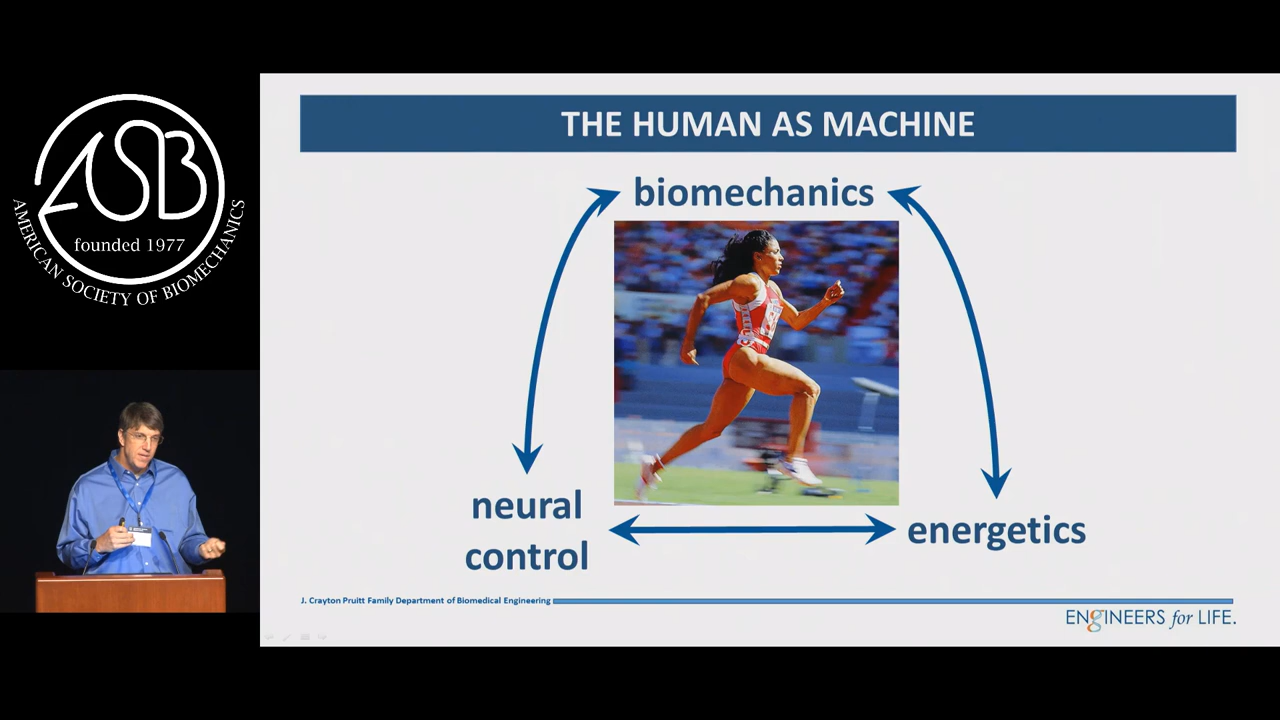 ASB
founded 1977
AMERICAN SOCIETY OF BIOMECHANICS
THE HUMAN AS MACHINE
biomechanics
neural
control
energetics
J. Crayton Pruitt Family Department of Biomedical Engineering
ENGINEERS for LIFE.